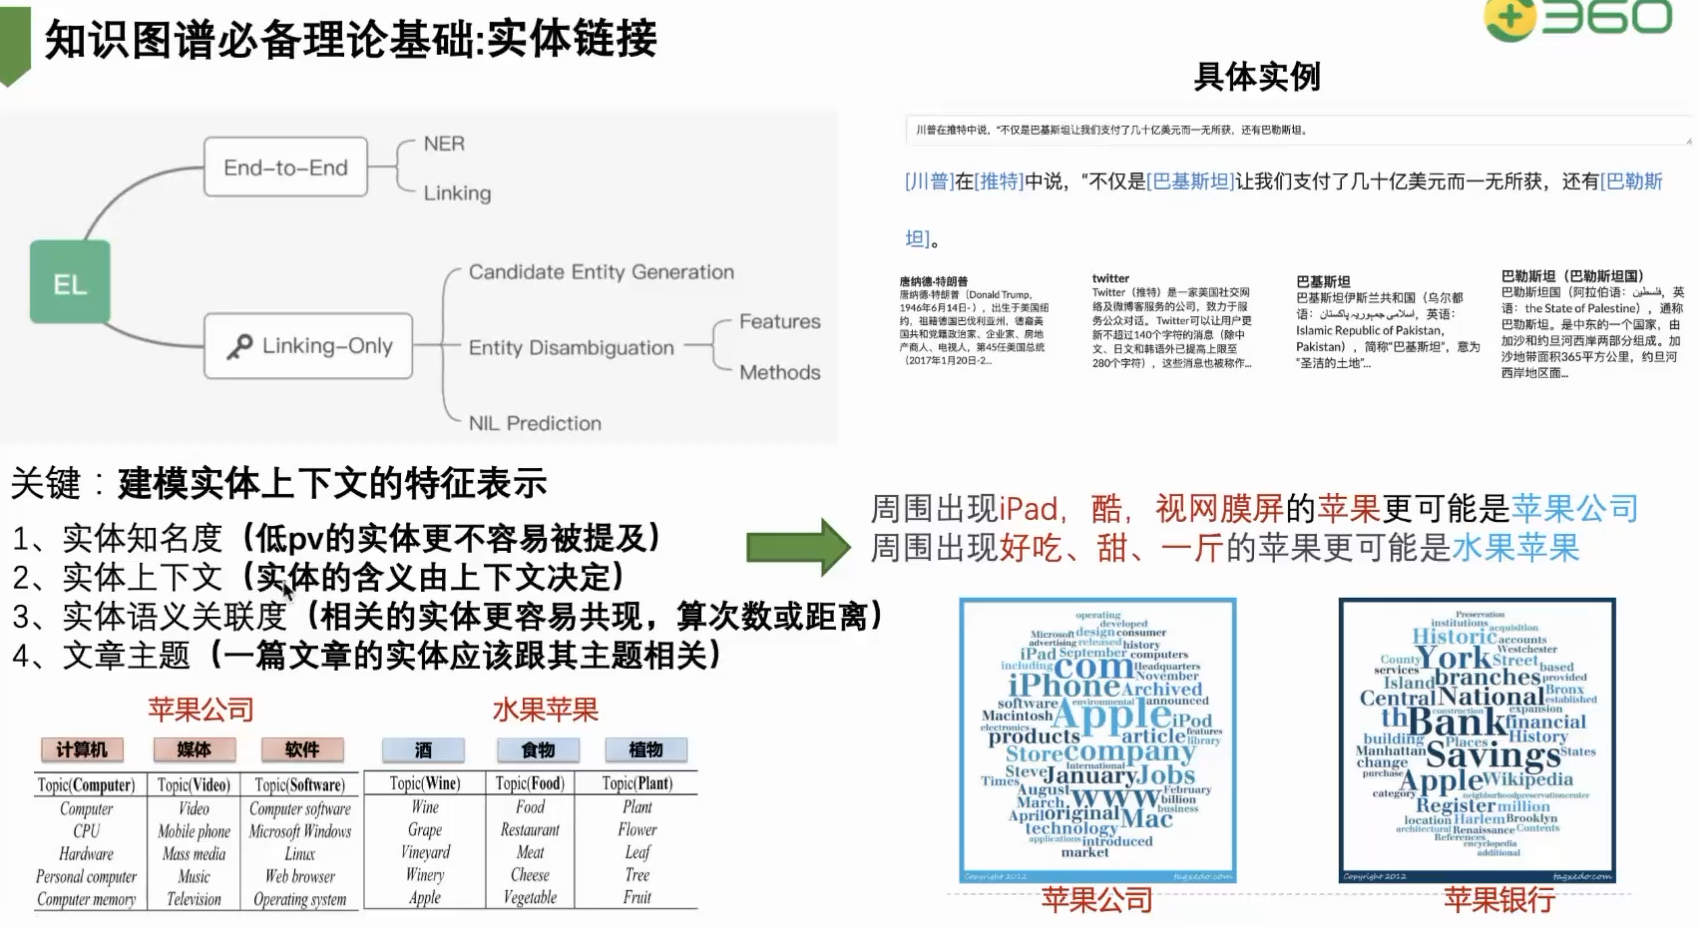 知识图谱必备理论基础:实体链接
360
EL
End-to-End
NER
Linking
Linking-Only
Candidate Entity Generation
Entity Disambiguation
Features
Methods
NIL Prediction
具体实例
川普在推特中说，“不仅是巴基斯坦让我们支付了几十亿美元而一无所获，还有巴勒斯坦。
[川普]在[推特]中说，“不仅是[巴基斯坦]让我们支付了几十亿美元而一无所获，还有[巴勒斯
坦]。
唐纳德·特朗普
唐纳德·特朗普（Donald Trump,
1946年6月14日- ），出生于美国纽
约，祖籍德国巴伐利亚州，德裔美
国共和党籍政治家、企业家、房地
产商人、电视人，第45任美国总统
（2017年1月20日-2...
twitter
Twitter（推特）是一家美国社交网
络及微博客服务的公司，致力于服
务公众对话。Twitter可以让用户更
新不超过140个字符的消息（除中
文、日文和韩语外已提高上限至
280个字符），这些消息也被称作...
巴基斯坦
巴基斯坦伊斯兰共和国（乌尔都
语：اسلامی جمہوریہ پاکستان，英语：
Islamic Republic of Pakistan,
Pakistan），简称“巴基斯坦”，意为
“圣洁的土地”...
巴勒斯坦（巴勒斯坦国）
巴勒斯坦国（阿拉伯语：فلسطين，英
语：the State of Palestine），通称
巴勒斯坦。是中东的一个国家，由
加沙和约旦河西岸两部分组成。加
沙地带面积365平方公里，约旦河
西岸地区面...
关键：建模实体上下文的特征表示
1、实体知名度（低pv的实体更不容易被提及）
2、实体上下文（实体的含义由上下文决定）
3、实体语义关联度（相关的实体更容易共现，算次数或距离）
4、文章主题（一篇文章的实体应该跟其主题相关）
周围出现iPad，酷，视网膜屏的苹果更可能是苹果公司
周围出现好吃、甜、一斤的苹果更可能是水果苹果
苹果公司 水果苹果
计算机 媒体 软件 酒 食物 植物
Topic(Computer) Topic(Video) Topic(Software) Topic(Wine) Topic(Food) Topic(Plant)
Computer Video Computer software Wine Food Plant
CPU Mobile phone Microsoft Windows Grape Restaurant Flower
Hardware Mass media Linux Vineyard Meat Leaf
Personal computer Music Web browser Winery Cheese Tree
Computer memory Television Operating system Apple Vegetable Fruit
operating
developed
Microsoft design consumer
advertising released history
iPad September computers
including com Headquarters
November
iPhone Archived
software environmental announced
Macintosh Apple iPod
electronics products article features
library
Store company
International
Times Steve January Jobs
August www February
March billion
business
April original Mac
technology
applications introduced
market
Copyright 2012 tagxedo.com
苹果公司
Preservation
institutions acquisition
Historic accounts
Westchester
County York Street based
services branches provided
Island Bronx
Central National established
construction expansion
th Bank financial
building Places History
Manhattan Savings States
change
purchase Apple Wikipedia
category neighborhoodpreservationcenter
Register million
location Harlem Brooklyn
architectural Renaissance Contents
References
encyclopedia
additional
Copyright 2012 tagxedo.com
苹果银行